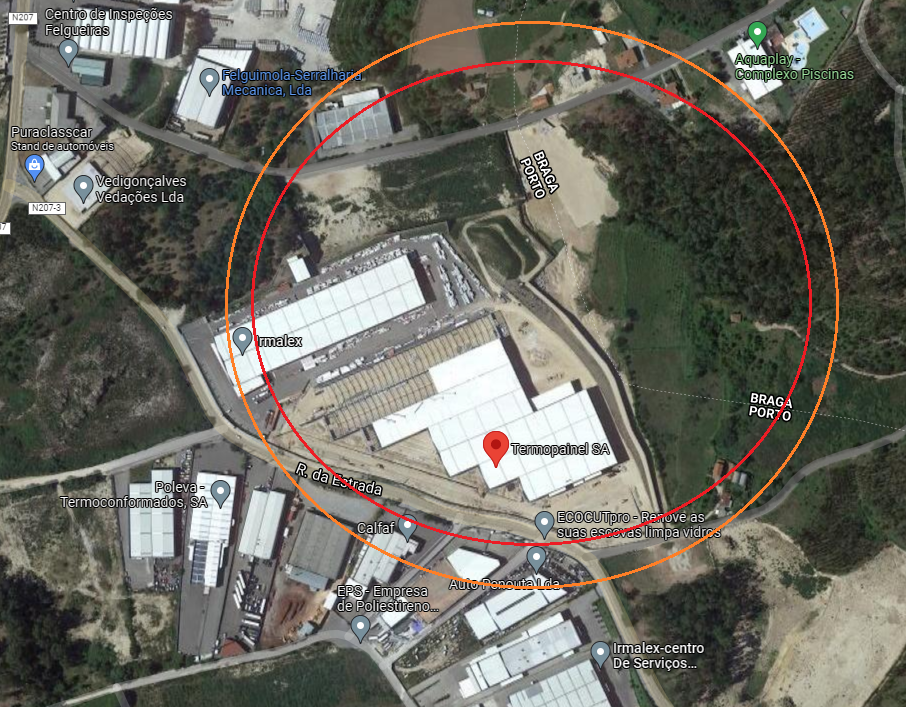 N207
Centro de Inspeções
Felgueiras
Felguimola-Serralharia
Mecanica, Lda
Aquaplay -
Complexo Piscinas
Puraclasscar
Stand de automóveis
Vedigonçalves
Vedações Lda
N207-3
BRAGA
PORTO
Irmalex
BRAGA
PORTO
Termopainel SA
R. da Estrada
Poleva -
Termoconformados, SA
Calfaf
ECOCUTpro - Renove as
suas escovas limpa vidros
Auto Penouta Lda
EPS - Empresa
de Poliestireno...
Irmalex-centro
De Serviços...